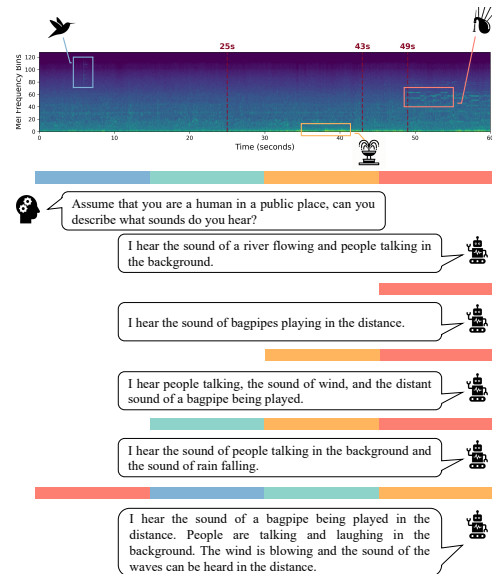 25s
43s
49s
Mel Frequency Bins
120
100
80
60
40
20
0
0
10
20
30
40
50
60
Time (seconds)
Assume that you are a human in a public place, can you
describe what sounds do you hear?
I hear the sound of a river flowing and people talking in
the background.
I hear the sound of bagpipes playing in the distance.
I hear people talking, the sound of wind, and the distant
sound of a bagpipe being played.
I hear the sound of people talking in the background and
the sound of rain falling.
I hear the sound of a bagpipe being played in the
distance. People are talking and laughing in the
background. The wind is blowing and the sound of the
waves can be heard in the distance.